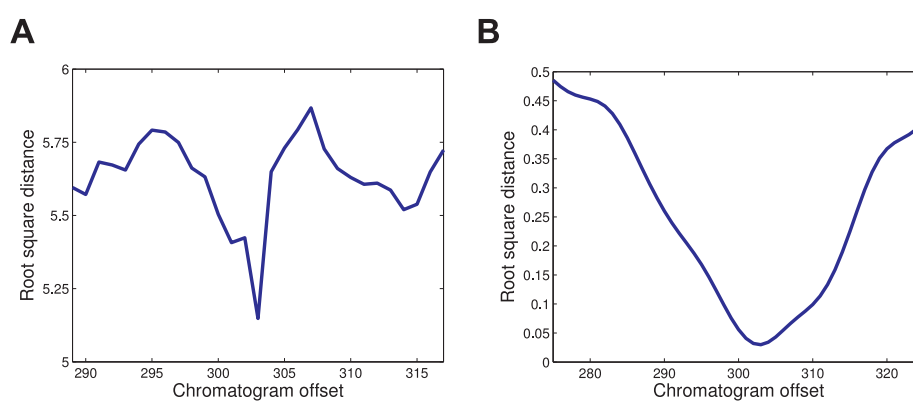 A
Root square distance
6
5.75
5.5
5.25
5
290 295 300 305 310 315
Chromatogram offset
B
Root square distance
0.5
0.45
0.4
0.35
0.3
0.25
0.2
0.15
0.1
0.05
0
280 290 300 310 320
Chromatogram offset